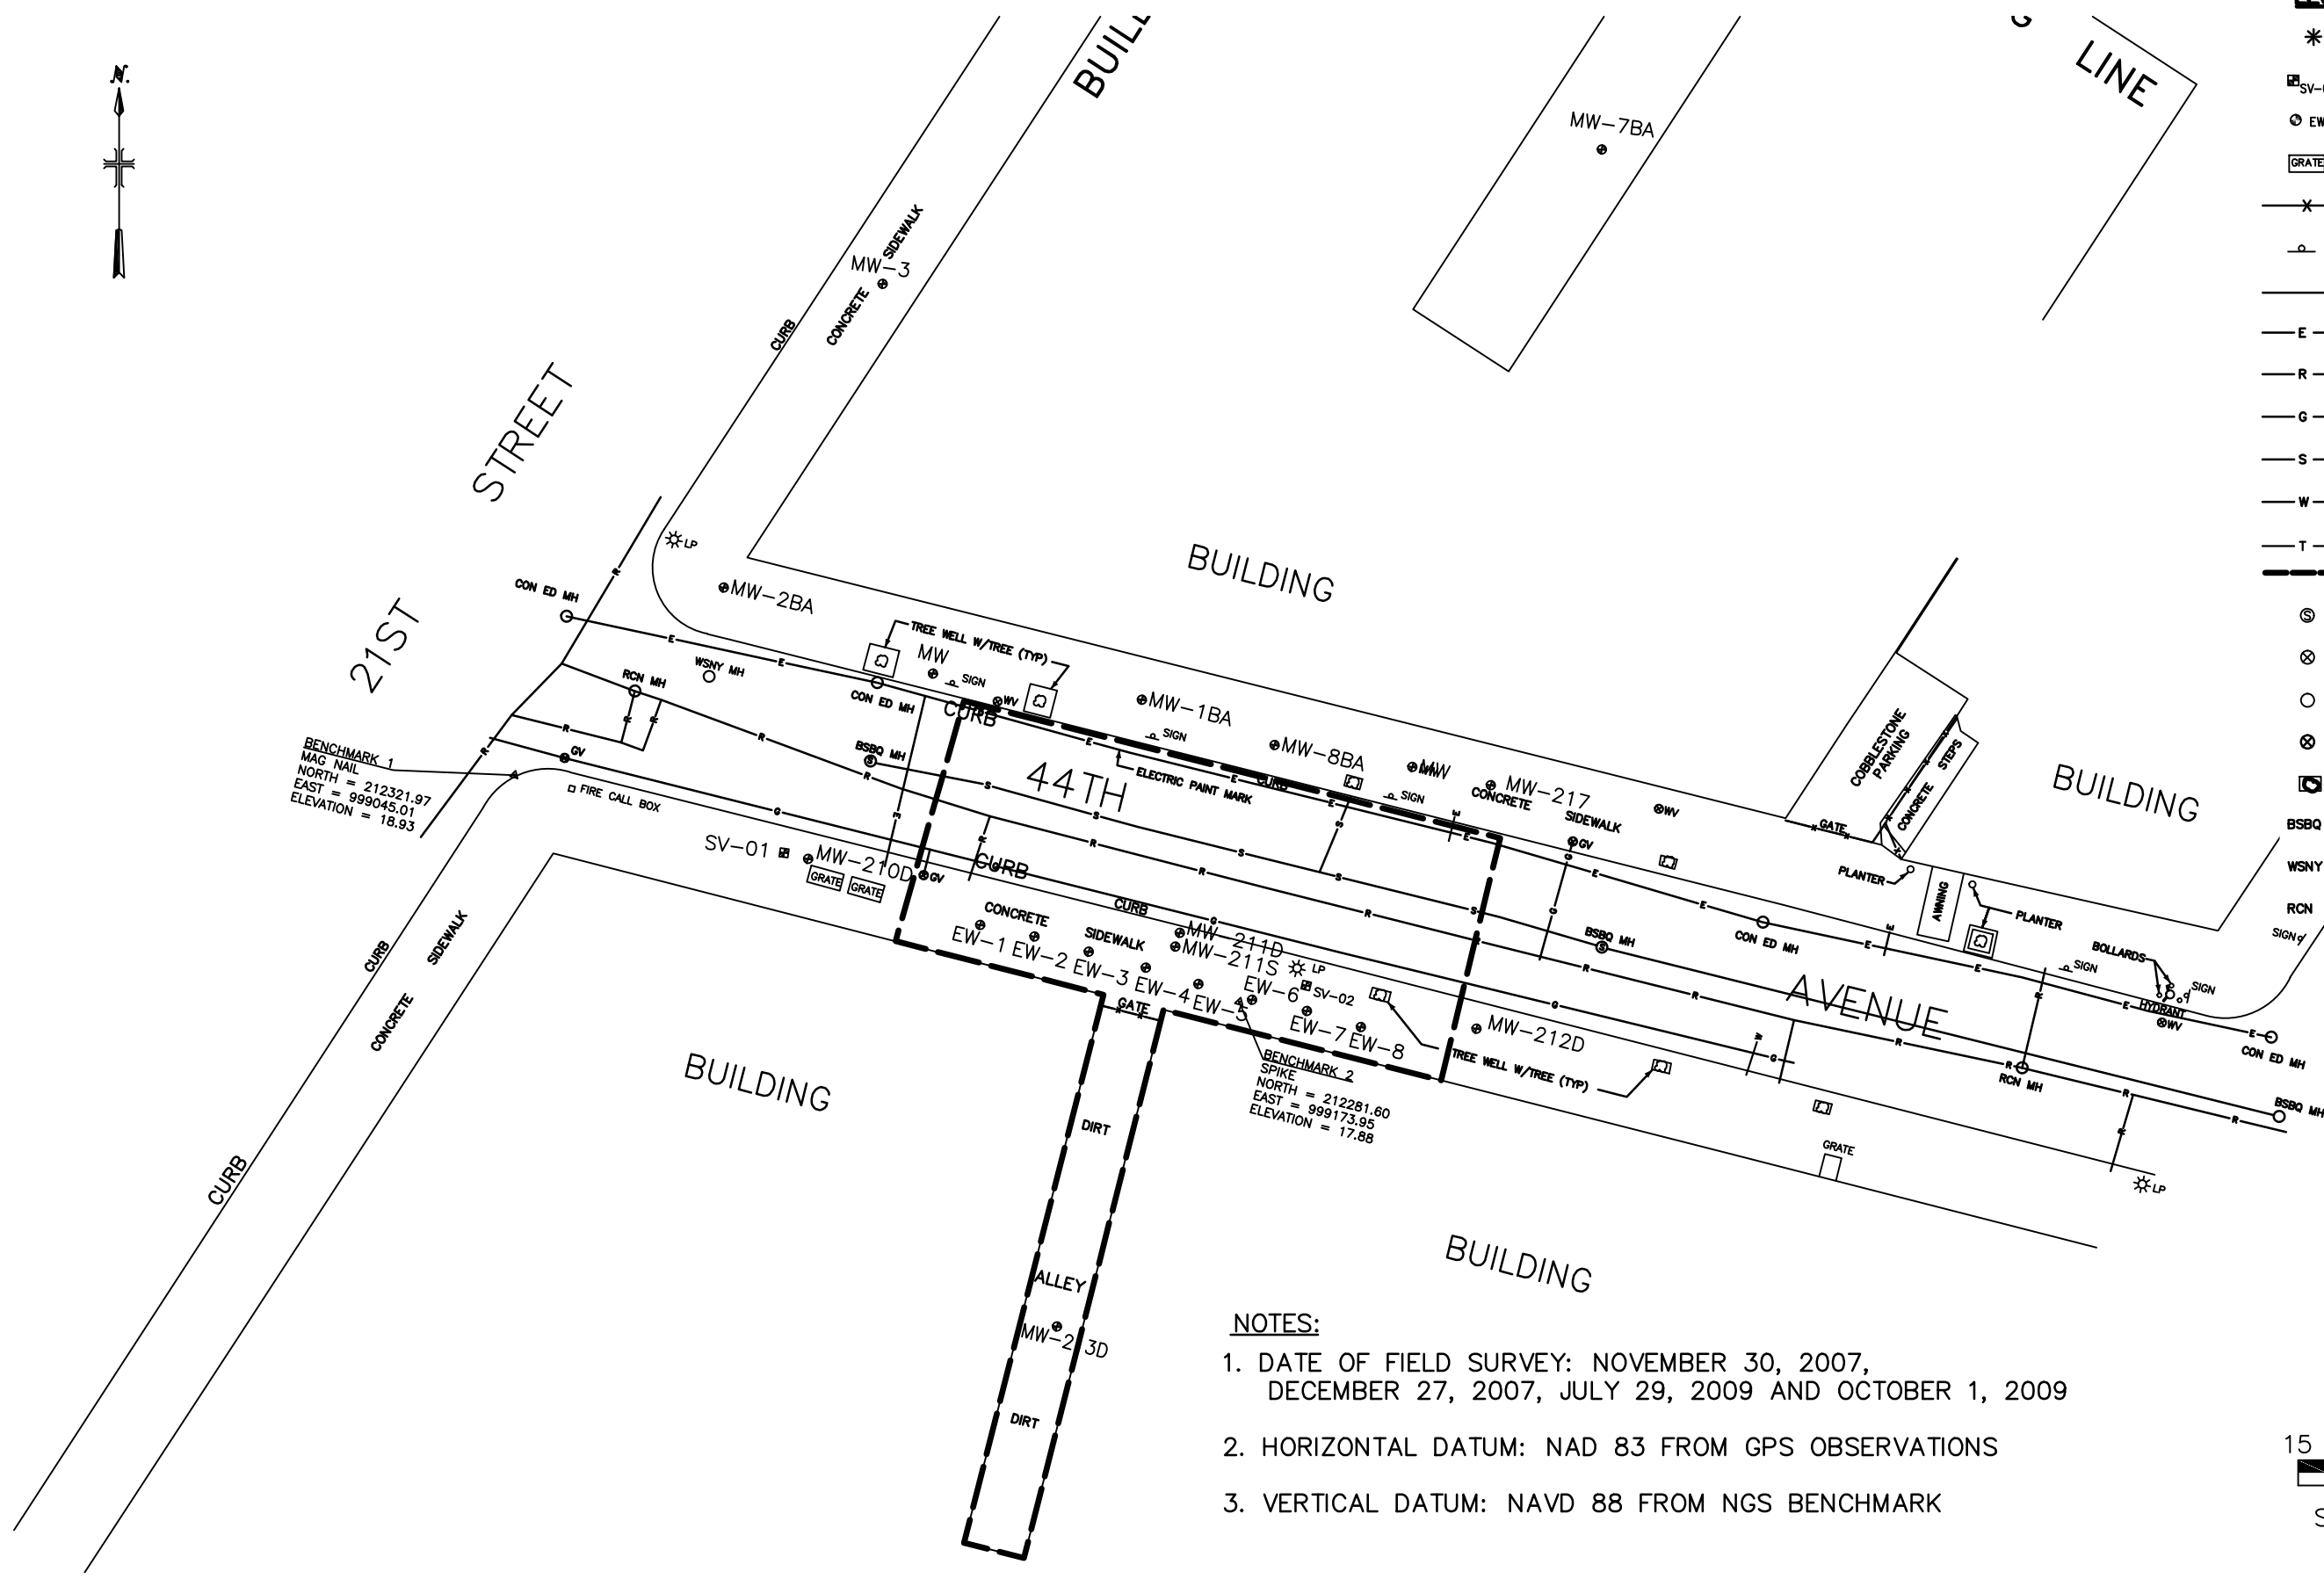 N
BUIL
G
LINE
MW-7BA
SV-
EW
GRATE
X
E
R
G
S
W
T
S
BSBQ
WSNY
RCN
SIGN
SIDEWALK
MW-3
CONCRETE
CURB
STREET
21ST
LP
CON ED MH
MW-2BA
BUILDING
TREE WELL W/TREE (TYP)
MW
SIGN
WSNY MH
RCN MH
CON ED MH
WV
CURB
MW-1BA
SIGN
MW-8BA
MW
BSBQ MH
44TH
ELECTRIC PAINT MARK
CURB
SIGN
MW-217
CONCRETE
SIDEWALK
WV
GV
GV
BENCHMARK 1
MAG NAIL
NORTH = 212321.97
EAST = 999045.01
ELEVATION = 18.93
FIRE CALL BOX
SV-01
MW-210D
GRATE
GRATE
GV
CURB
CURB
CONCRETE
SIDEWALK
MW-211D
MW-211S
LP
EW-1
EW-2
EW-3
EW-4
EW-5
EW-6
SV-02
EW-7
EW-8
GATE
MW-212D
BENCHMARK 2
SPIKE
NORTH = 212281.60
EAST = 999173.95
ELEVATION = 17.88
TREE WELL W/TREE (TYP)
BSBQ MH
CON ED MH
COBBLESTONE
PARKING
CONCRETE STEPS
GATE
PLANTER
AWNING
PLANTER
BUILDING
BOLLARDS
SIGN
SIGN
HYDRANT
WV
AVENUE
CON ED MH
RCN MH
BSBQ MH
GRATE
LP
CURB
SIDEWALK
CONCRETE
CURB
BUILDING
DIRT
ALLEY
DIRT
BUILDING
NOTES:
1. DATE OF FIELD SURVEY: NOVEMBER 30, 2007,
DECEMBER 27, 2007, JULY 29, 2009 AND OCTOBER 1, 2009
2. HORIZONTAL DATUM: NAD 83 FROM GPS OBSERVATIONS
3. VERTICAL DATUM: NAVD 88 FROM NGS BENCHMARK
15
S